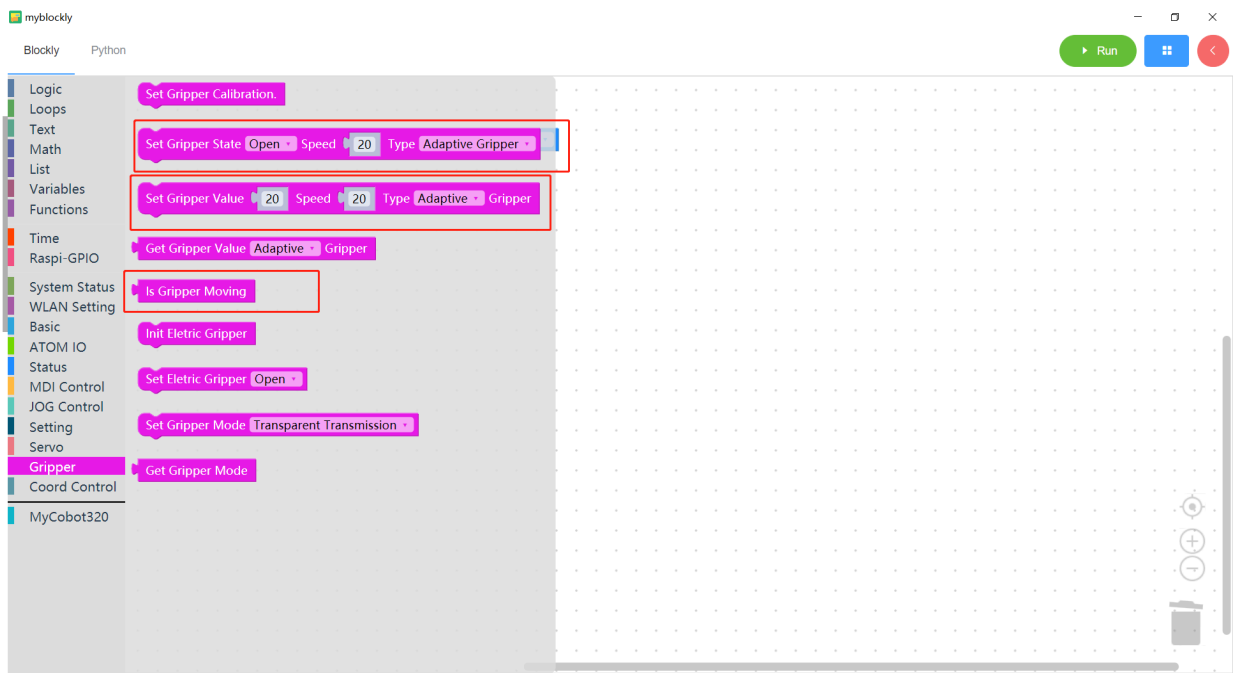 myblockly
Blockly Python
Run
Logic
Loops
Text
Math
List
Variables
Functions
Time
Raspi-GPIO
System Status
WLAN Setting
Basic
ATOM IO
Status
MDI Control
JOG Control
Setting
Servo
Gripper
Coord Control
MyCobot320
Set Gripper Calibration.
Set Gripper State Open Speed 20 Type Adaptive Gripper
Set Gripper Value 20 Speed 20 Type Adaptive Gripper
Get Gripper Value Adaptive Gripper
Is Gripper Moving
Init Eletric Gripper
Set Eletric Gripper Open
Set Gripper Mode Transparent Transmission
Get Gripper Mode